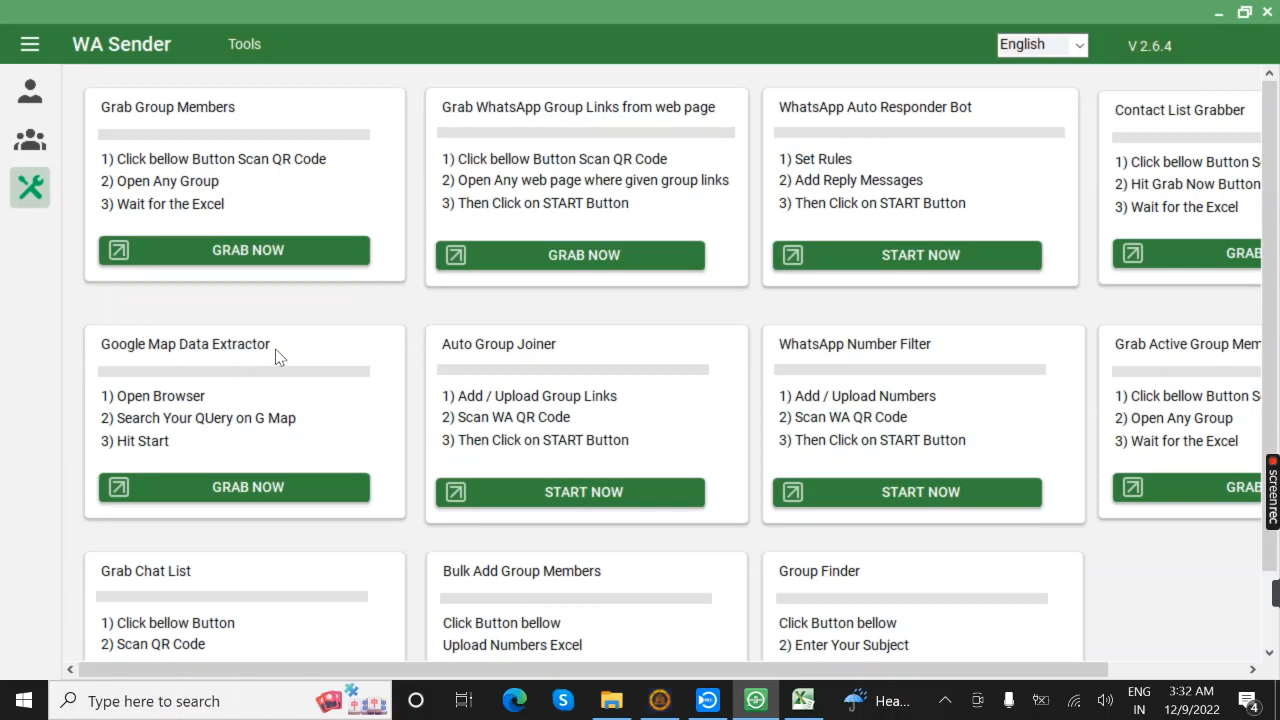 WA Sender
Tools
English
V 2.6.4
Grab Group Members
1) Click bellow Button Scan QR Code
2) Open Any Group
3) Wait for the Excel
GRAB NOW
Grab WhatsApp Group Links from web page
1) Click bellow Button Scan QR Code
2) Open Any web page where given group links
3) Then Click on START Button
GRAB NOW
WhatsApp Auto Responder Bot
1) Set Rules
2) Add Reply Messages
3) Then Click on START Button
START NOW
Contact List Grabber
1) Click bellow Button S
2) Hit Grab Now Button
3) Wait for the Excel
GRAB
Google Map Data Extractor
1) Open Browser
2) Search Your QUery on G Map
3) Hit Start
GRAB NOW
Auto Group Joiner
1) Add / Upload Group Links
2) Scan WA QR Code
3) Then Click on START Button
START NOW
WhatsApp Number Filter
1) Add / Upload Numbers
2) Scan WA QR Code
3) Then Click on START Button
START NOW
Grab Active Group Mem
1) Click bellow Button S
2) Open Any Group
3) Wait for the Excel
GRAB
Grab Chat List
1) Click bellow Button
2) Scan QR Code
Bulk Add Group Members
Click Button bellow
Upload Numbers Excel
Group Finder
Click Button bellow
2) Enter Your Subject
screenrec
Type here to search
Hea...
ENG
IN
3:32 AM
12/9/2022
4